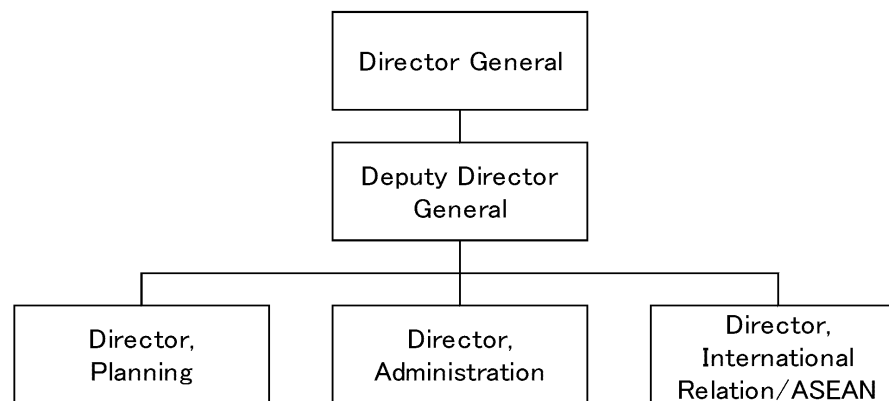 Director General
Deputy Director
General
Director,
Planning
Director,
Administration
Director,
International
Relation/ASEAN